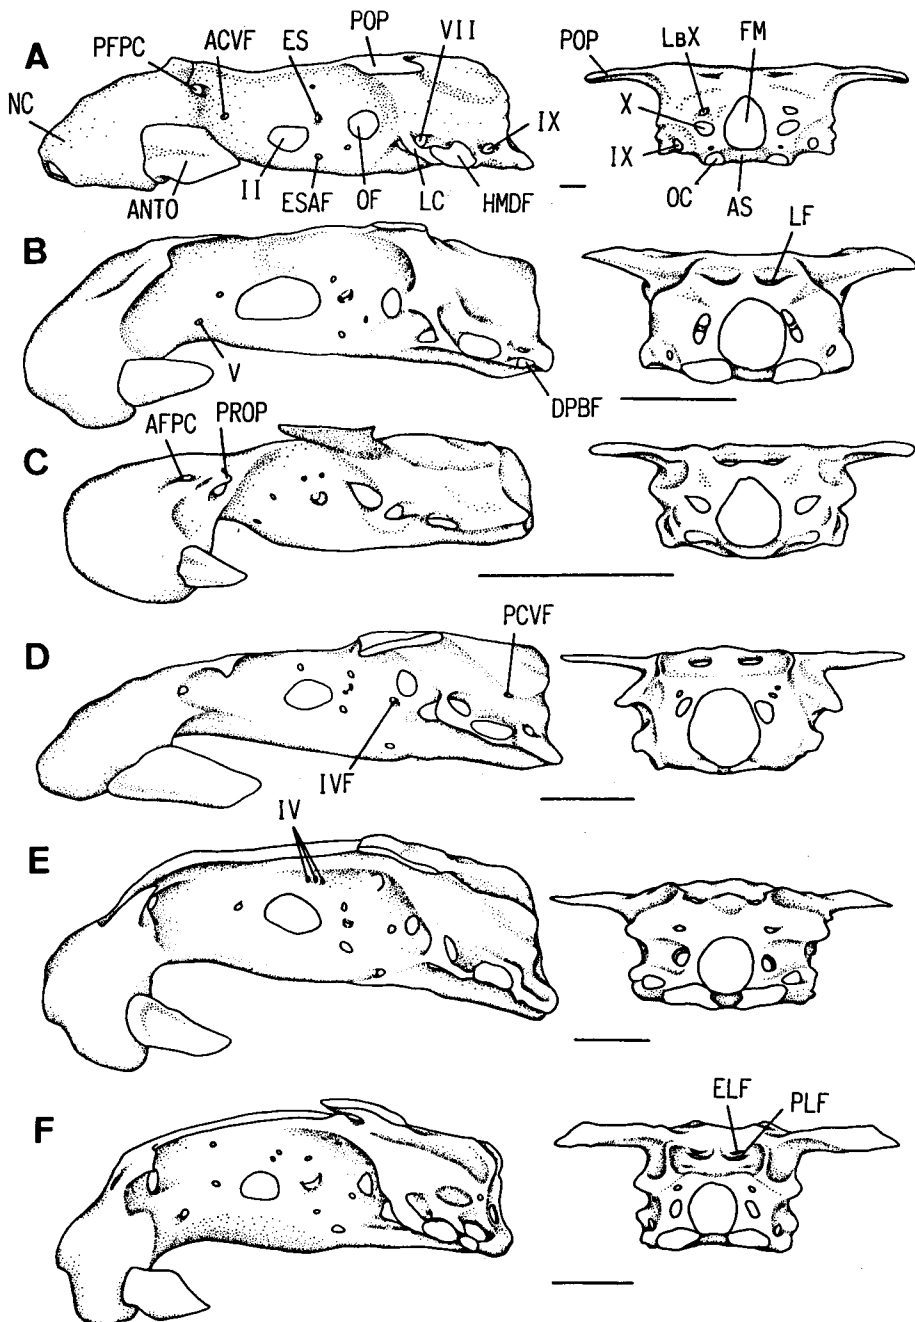 A
NC
PFPC
ACVF
ES
POP
VII
IX
ANTO
II
ESAF
OF
LC
HMDF
POP
LBX
FM
X
IX
OC
AS
B
V
DPBF
LF
C
AFPC
PROP
D
PCVF
IVF
E
IV
F
ELF
PLF